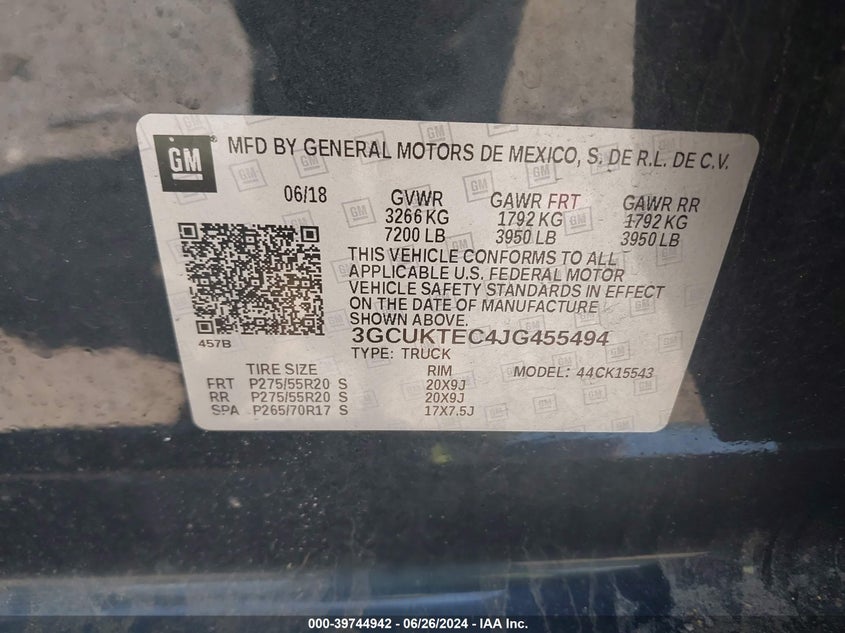 GM MFD BY GENERAL MOTORS DE MEXICO, S. DE R.L. DE C.V.
06/18 GVWR GAWR FRT GAWR RR
3266 KG 1792 KG 1792 KG
7200 LB 3950 LB 3950 LB
THIS VEHICLE CONFORMS TO ALL
APPLICABLE U.S. FEDERAL MOTOR
VEHICLE SAFETY STANDARDS IN EFFECT
ON THE DATE OF MANUFACTURE
SHOWN ABOVE.
457B
3GCUKTEC4JG455494
TYPE: TRUCK
TIRE SIZE RIM MODEL: 44CK15543
FRT P275/55R20 S 20X9J
RR P275/55R20 S 20X9J
SPA P265/70R17 S 17X7.5J
000-39744942 - 06/26/2024 - IAA Inc.